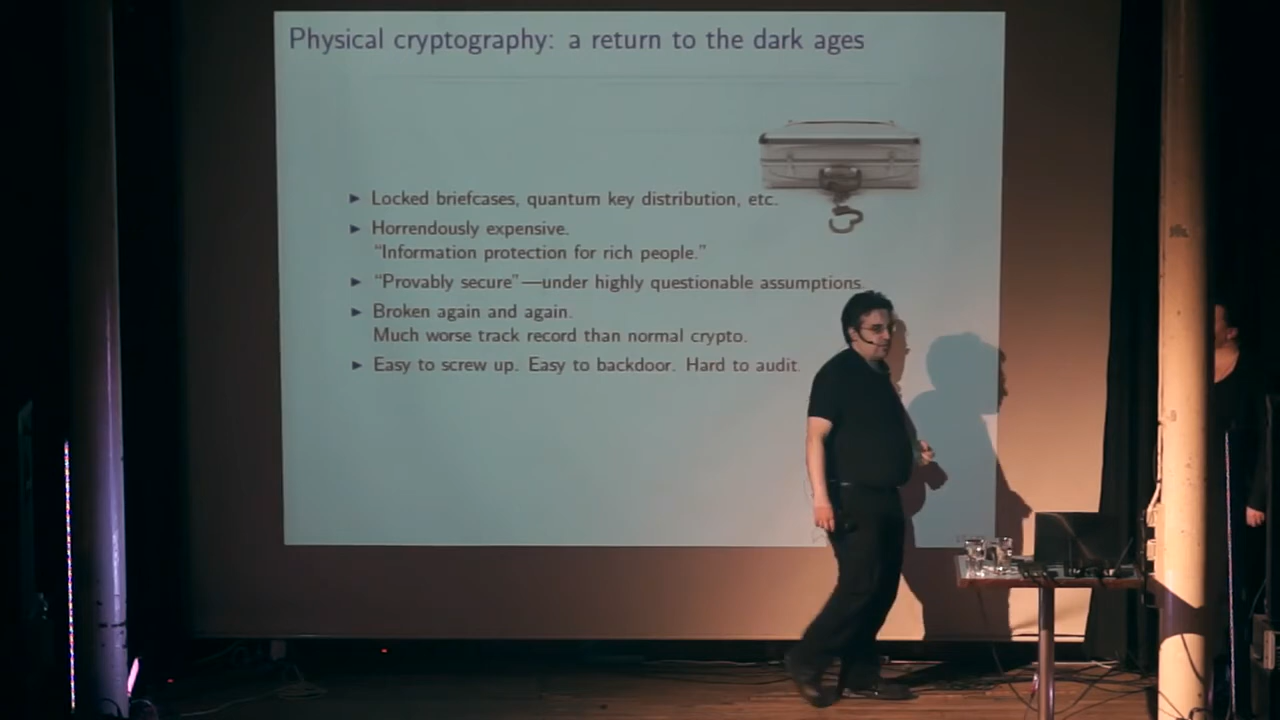 Physical cryptography: a return to the dark ages
► Locked briefcases, quantum key distribution, etc.
► Horrendously expensive.
“Information protection for rich people.”
► “Provably secure”—under highly questionable assumptions.
► Broken again and again.
Much worse track record than normal crypto.
► Easy to screw up. Easy to backdoor. Hard to audit.